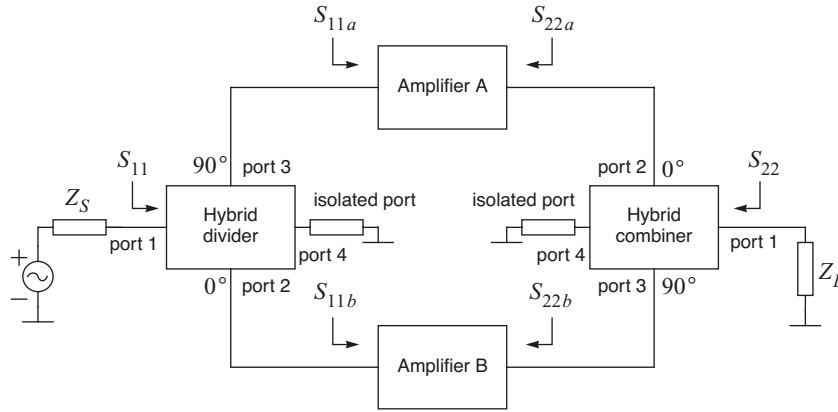 S11a
S22a
Amplifier A
S11
90°
port 3
port 2
0°
S22
ZS
isolated port
isolated port
Hybrid
divider
Hybrid
combiner
port 1
port 4
port 4
port 1
+
−
0°
port 2
port 3
90°
S11b
S22b
Amplifier B